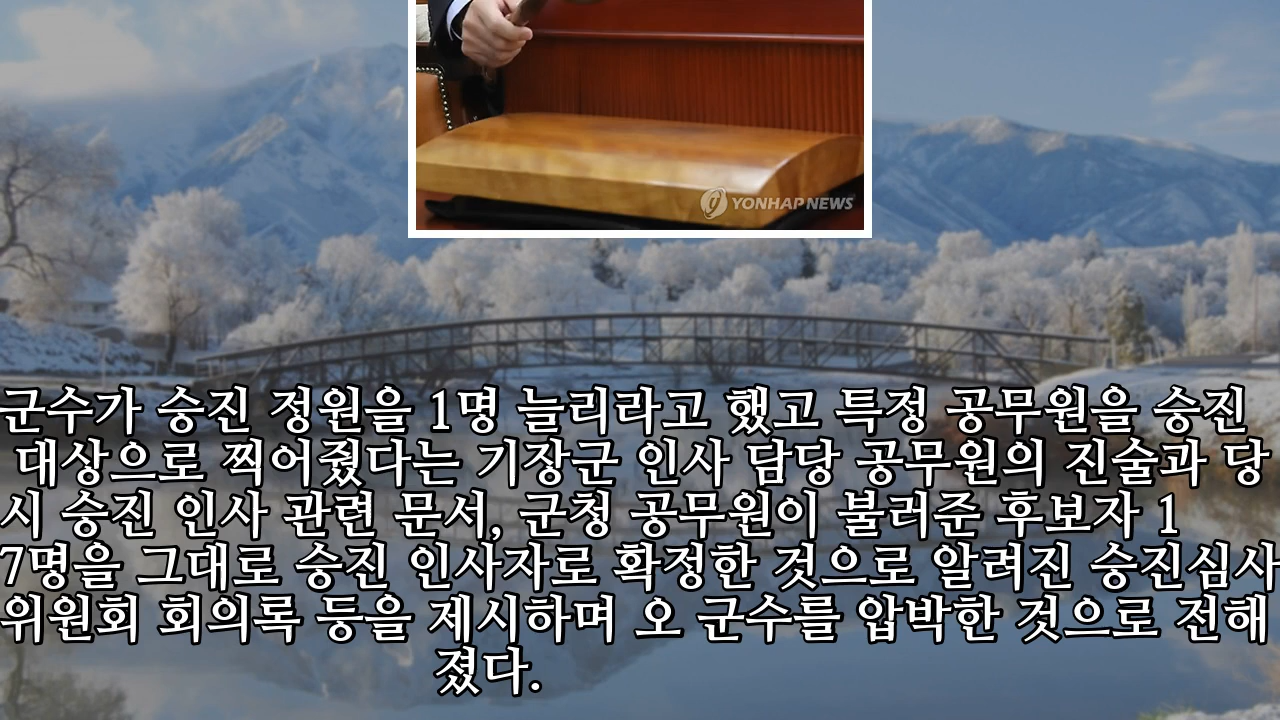 YONHAP NEWS
군수가 승진 정원을 1명 늘리라고 했고 특정 공무원을 승진
대상으로 찍어줬다는 기장군 인사 담당 공무원의 진술과 당
시 승진 인사 관련 문서, 군청 공무원이 불러준 후보자 1
7명을 그대로 승진 인사자로 확정한 것으로 알려진 승진심사
위원회 회의록 등을 제시하며 오 군수를 압박한 것으로 전해
졌다.